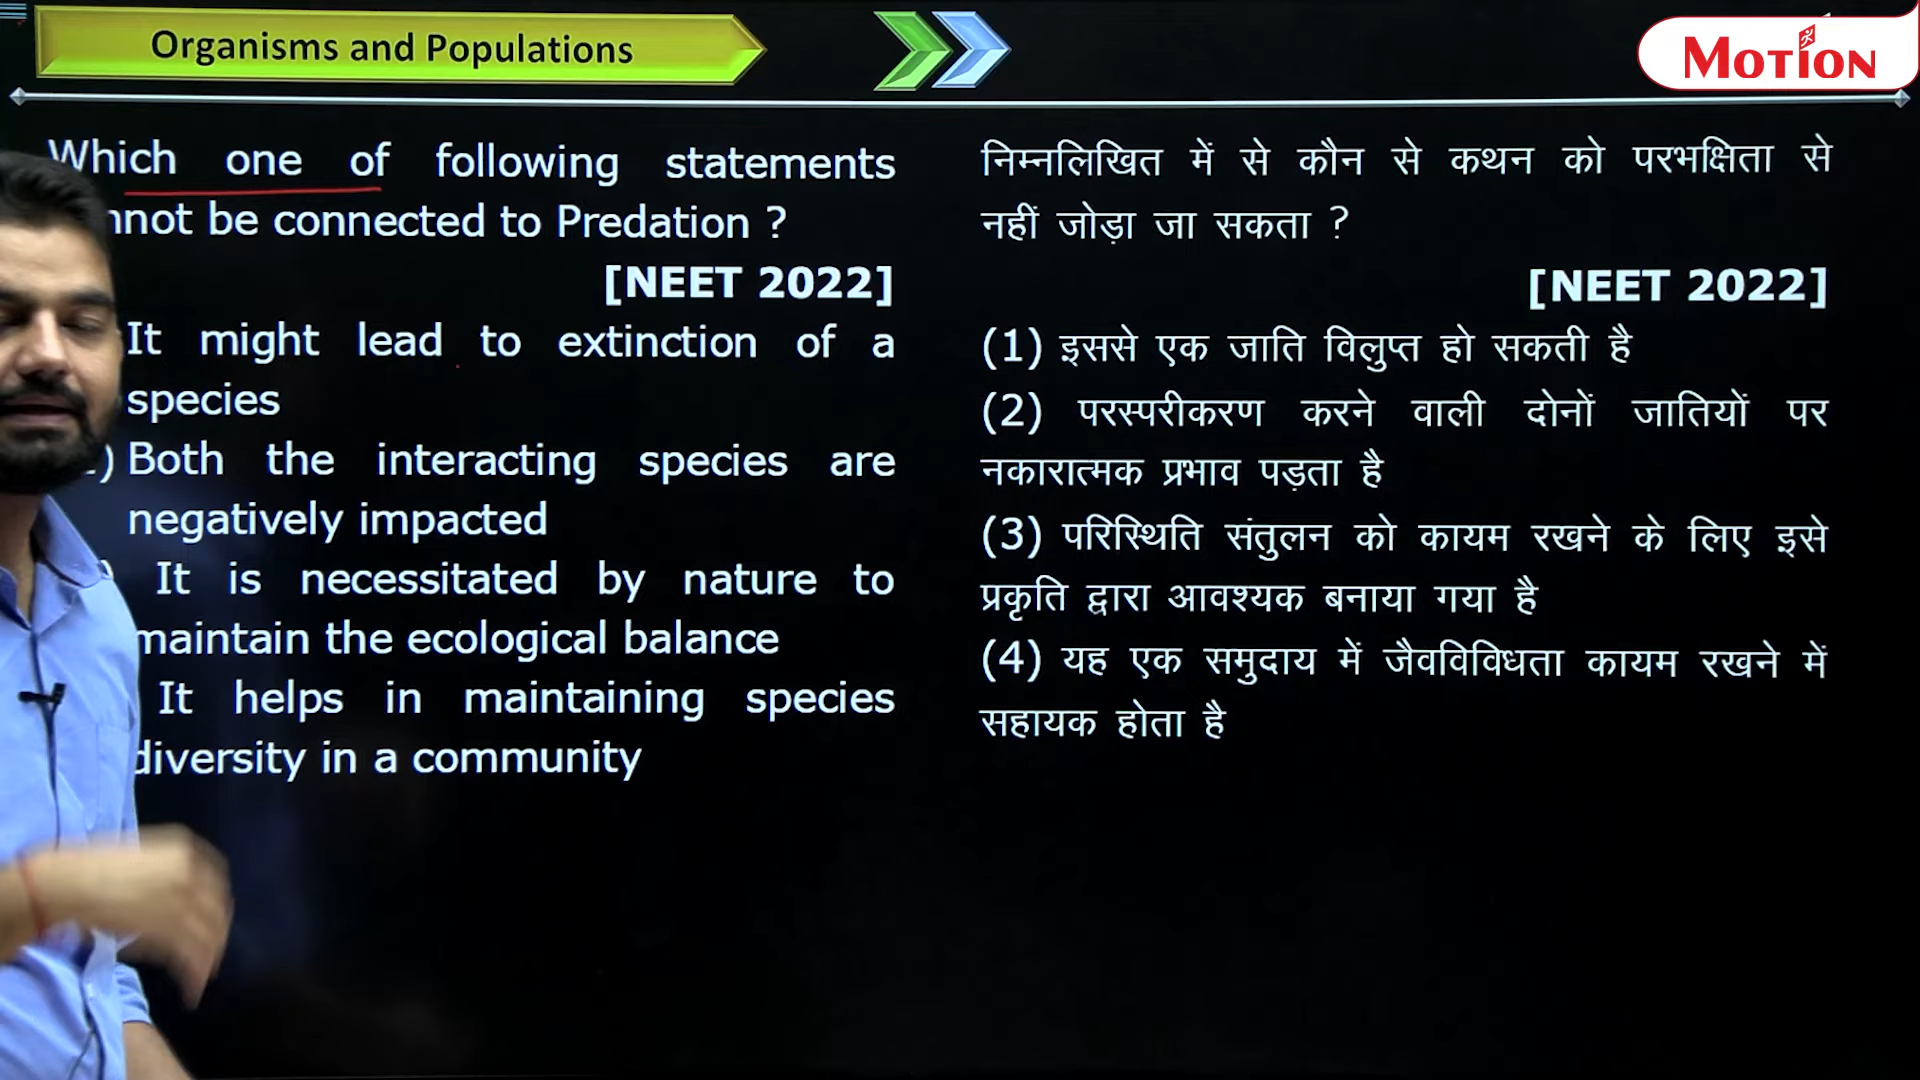 Organisms and Populations
MOTION
Which one of following statements
be connected to Predation ?
[NEET 2022]
It might lead to extinction of a
species
Both the interacting species are
negatively impacted
It is necessitated by nature to
maintain the ecological balance
It helps in maintaining species
diversity in a community
निम्नलिखित में से कौन से कथन को परभक्षिता से
नहीं जोड़ा जा सकता ?
[NEET 2022]
(1) इससे एक जाति विलुप्त हो सकती है
(2) परस्परीकरण करने वाली दोनों जातियों पर
नकारात्मक प्रभाव पड़ता है
(3) परिस्थिति संतुलन को कायम रखने के लिए इसे
प्रकृति द्वारा आवश्यक बनाया गया है
(4) यह एक समुदाय में जैवविविधता कायम रखने में
सहायक होता है